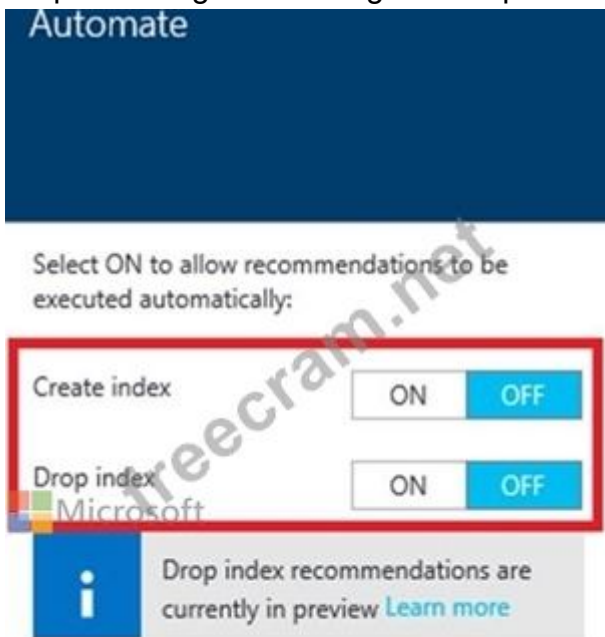 Automate
Select ON to allow recommendations to be
executed automatically:
Create index ON OFF
Drop index ON OFF
Microsoft
freecram.net
i Drop index recommendations are
currently in preview Learn more